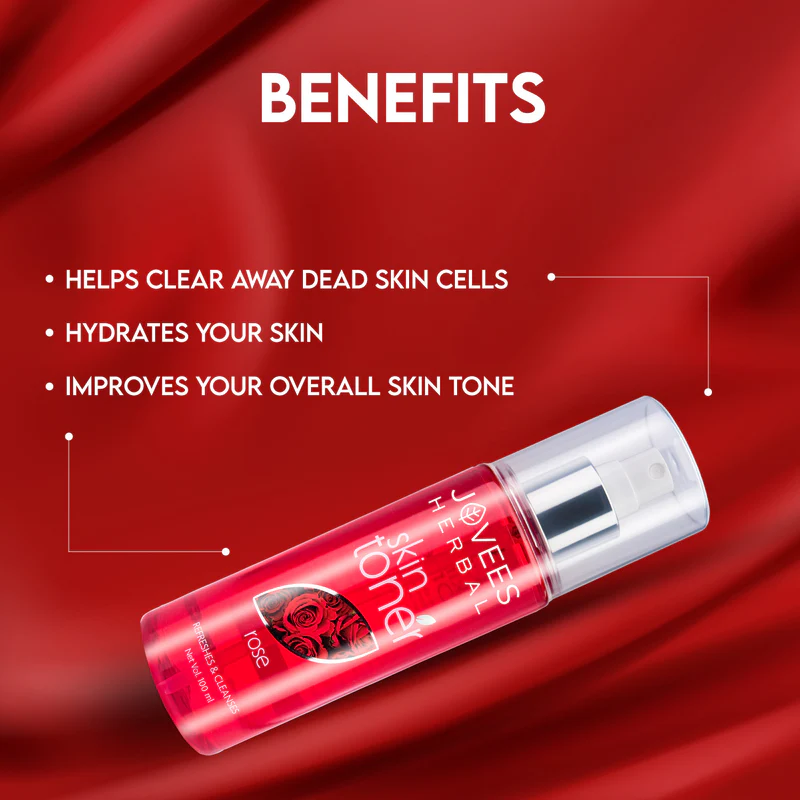 BENEFITS
• HELPS CLEAR AWAY DEAD SKIN CELLS
• HYDRATES YOUR SKIN
• IMPROVES YOUR OVERALL SKIN TONE
JOVEES
HERBAL
skin
toner
rose
REFRESHES & CLEANSES
Net Vol. 100 ml